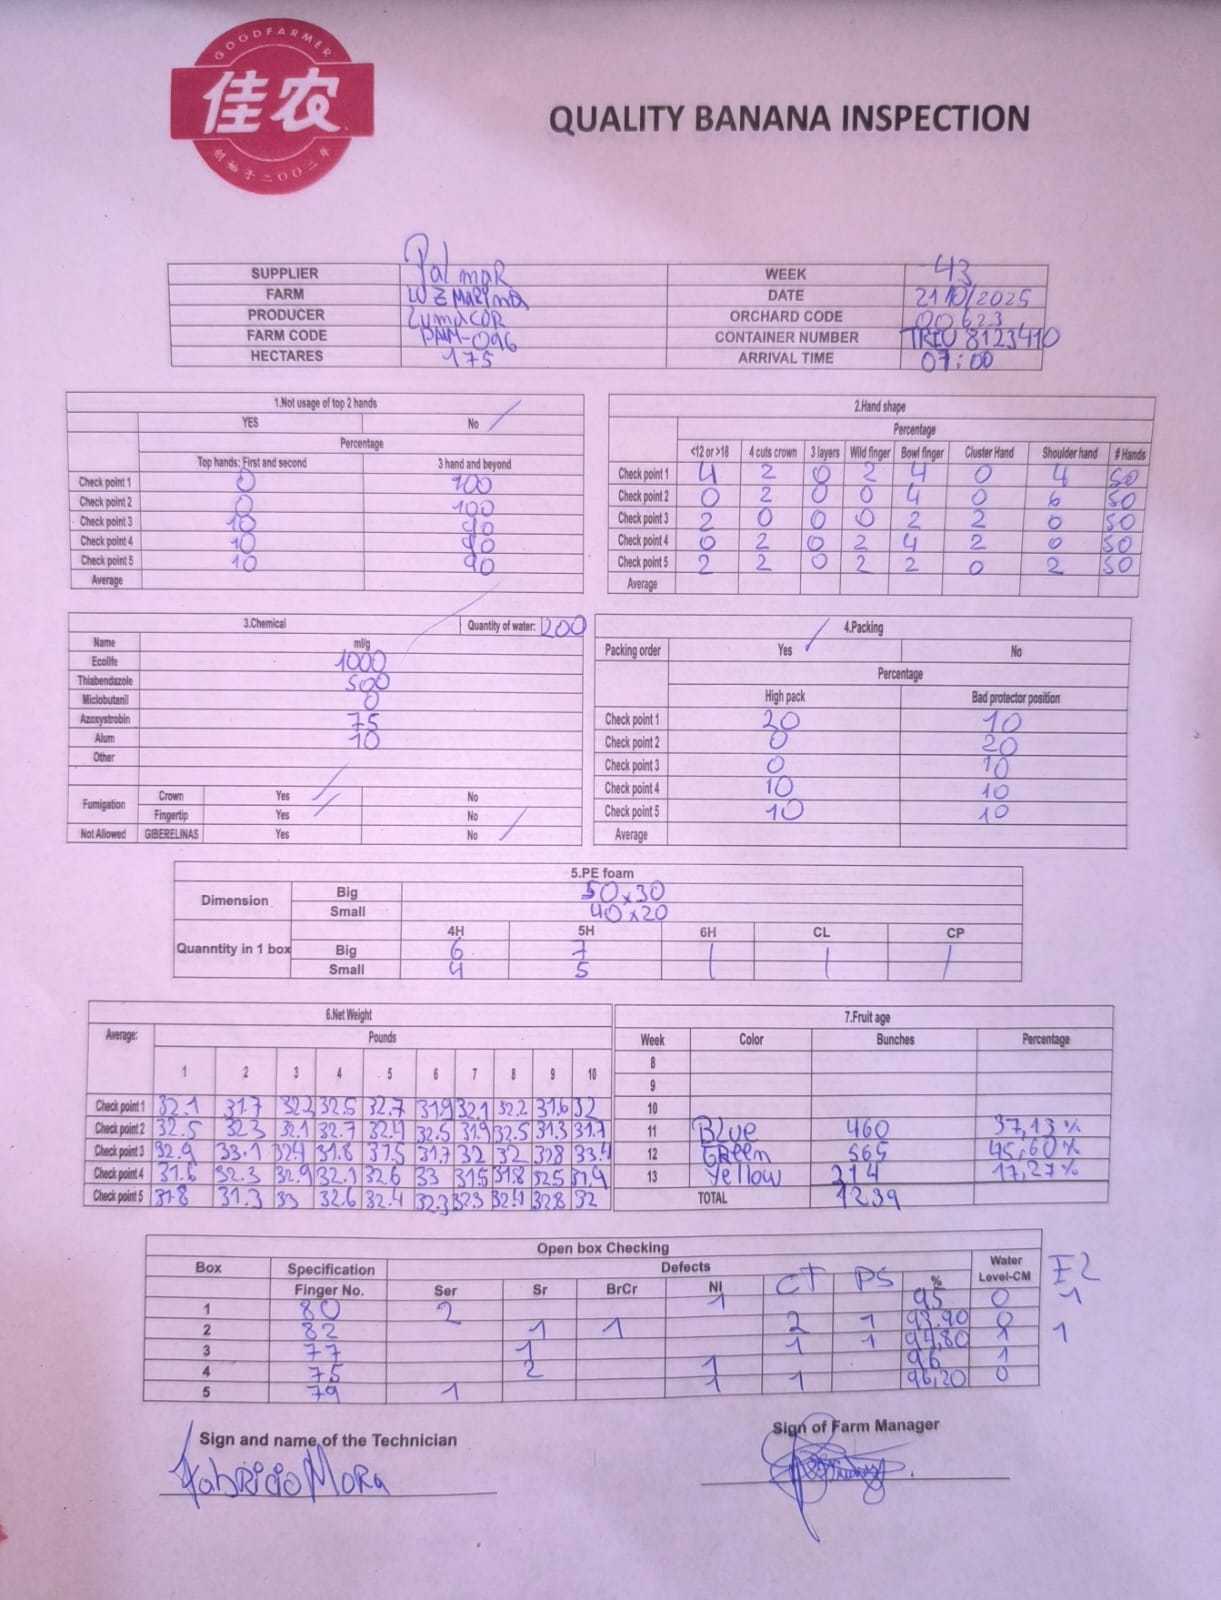 GOODFARMER
佳农
创始于二〇〇二年
QUALITY BANANA INSPECTION
SUPPLIER Palmar WEEK 43
FARM LUZ MARINA DATE 21/10/2025
PRODUCER Lumacor ORCHARD CODE 00623
FARM CODE PAM-096 CONTAINER NUMBER TRIU 8123410
HECTARES 175 ARRIVAL TIME 07:00
1.Not usage of top 2 hands
YES No /
Percentage
Top hands: First and second 3 hand and beyond
Check point 1 0 100
Check point 2 0 100
Check point 3 10 90
Check point 4 10 90
Check point 5 10 90
Average
2.Hand shape
Percentage
<12 or >18 4 cuts crown 3 layers Wild finger Bowl finger Cluster Hand Shoulder hand # Hands
Check point 1 4 2 0 2 4 0 4 50
Check point 2 0 2 0 0 4 0 6 50
Check point 3 2 0 0 0 2 2 0 50
Check point 4 0 2 0 2 4 2 0 50
Check point 5 2 2 0 2 2 0 2 50
Average
3.Chemical Quantity of water: 200
Name ml/g
Ecolife 1000
Thiabendazole 500
Miclobutanil 0
Azoxystrobin 75
Alum 10
Other
Fumigation Crown Yes / No
Fingertip Yes / No
Not Allowed GIBERELINAS Yes No /
4.Packing
Packing order Yes / No
Percentage
High pack Bad protector position
Check point 1 20 10
Check point 2 0 20
Check point 3 0 10
Check point 4 10 10
Check point 5 10 10
Average
5.PE foam
Dimension Big 50x30
Small 40x20
4H 5H 6H CL CP
Quanntity in 1 box Big 6 7 / / /
Small 4 5
6.Net Weight
Average: Pounds
1 2 3 4 5 6 7 8 9 10
Check point 1 32.1 31.7 32.2 32.5 32.7 31.9 32.1 32.2 31.6 32
Check point 2 32.5 32.3 32.1 32.7 32.4 32.5 31.9 32.5 31.3
Check point 3 32.9 33.1 32.4 31.8 31.7 32 32 32.8 33.4
Check point 4 31.6 32.3 32.9 32.1 32.6 33 31.5 31.8 32.5 31.9
Check point 5 31.8 31.3 33 32.6 32.4 32.3 32.3 32.4 32.8 32
7.Fruit age
Week Color Bunches Percentage
8
9
10
11 Blue 460 37,13%
12 Green 565 45,60%
13 Yellow 214 17,27%
TOTAL 1239
Open box Checking
Box Specification Defects Water
Finger No. Ser Sr BrCr NI CT PS % Level-CM
1 80 2 1 95 0 1
2 82 1 1 2 1 93.90 0
3 77 1 1 1 94,80 1 1
4 75 2 1 96 1
5 79 1 1 1 96,20 0
Sign and name of the Technician Sign of Farm Manager
Fabricio Mora